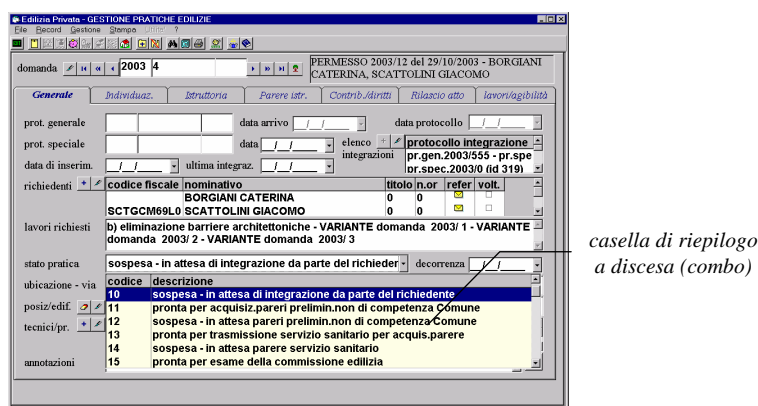 Edilizia Privata - GESTIONE PRATICHE EDILIZIE
File Record Gestione Stampa Utilità ?
domanda 2003 4 PERMESSO 2003/12 del 29/10/2003 - BORGIANI
CATERINA, SCATTOLINI GIACOMO
Generale Individuaz. Istruttoria Parere istr. Contrib./diritti Rilascio atto lavori/agibilità
prot. generale data arrivo _/_/_ data protocollo _/_/_
prot. speciale data _/_/_ elenco integrazioni protocollo integrazione
pr.gen.2003/555 - pr.spe
data di inserim. _/_/_ ultima integraz. _/_/_ pr.spec.2003/0 (id 319)
richiedenti codice fiscale nominativo titolo n.or refer volt.
BORGIANI CATERINA 0 0
SCTGCM69L0 SCATTOLINI GIACOMO 0 0
lavori richiesti b) eliminazione barriere architettoniche - VARIANTE domanda 2003/ 1 - VARIANTE
domanda 2003/ 2 - VARIANTE domanda 2003/ 3
stato pratica sospesa - in attesa di integrazione da parte del richieder decorrenza _/_/_
ubicazione - via codice descrizione
10 sospesa - in attesa di integrazione da parte del richiedente
posiz/edif. 11 pronta per acquisiz.pareri prelimin.non di competenza Comune
tecnici/pr. 12 sospesa - in attesa pareri prelimin.non di competenza Comune
13 pronta per trasmissione servizio sanitario per acquis.parere
14 sospesa - in attesa parere servizio sanitario
annotazioni 15 pronta per esame della commissione edilizia
casella di riepilogo
a discesa (combo)